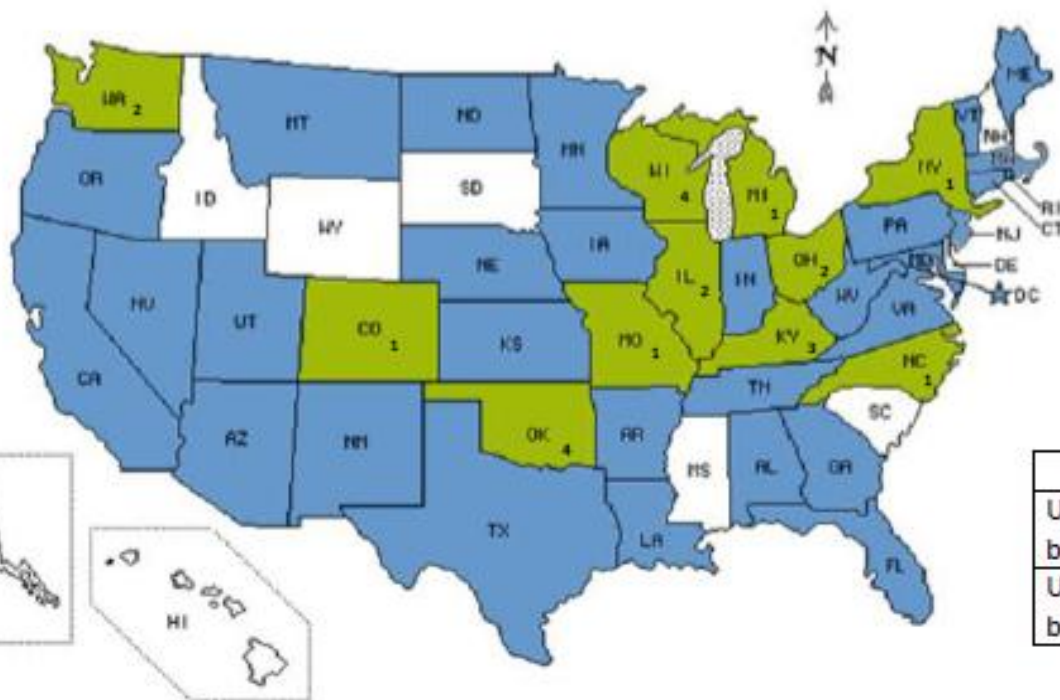 N
WA 2
MT
ND
MN
ME
VT
NH
MA
OR
ID
WY
SD
WI 4
MI 1
NY 1
RI
CT
NJ
PA
IA
NE
NV
UT
CO 1
KS
MO 1
IL 2
IN
OH 2
WV
MD
DE
DC
VA
KY 3
NC 1
TN
SC
CA
AZ
NM
OK 4
AR
MS
AL
GA
TX
LA
FL
HI
U
b
U
b